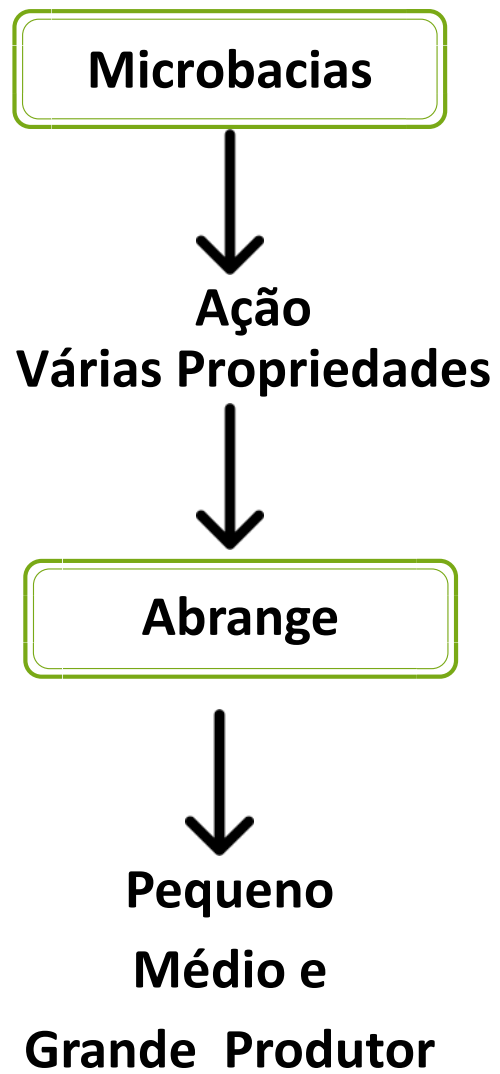 Microbacias
Ação
Várias Propriedades
Abrange
Pequeno
Médio e
Grande Produtor